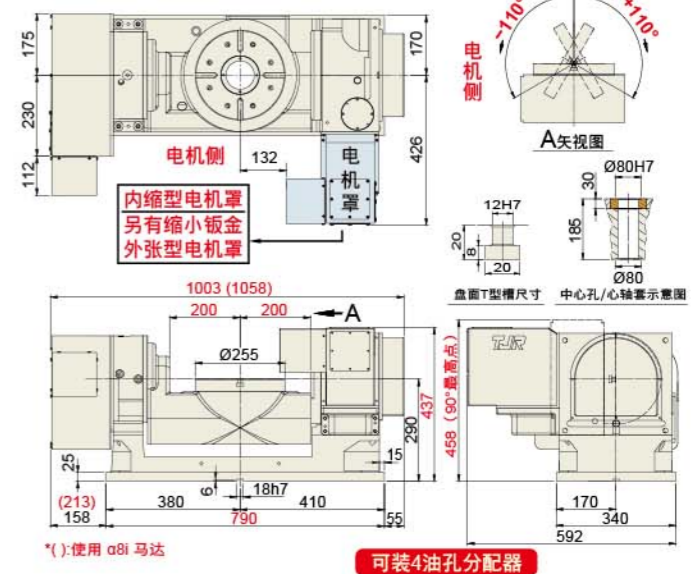 175
230
112
170
426
电机侧
132
电
机
罩
内缩型电机罩
另有缩小钣金
外张型电机罩
-110°
+110°
电
机
侧
A矢视图
12H7
20
8
20
盘面T型槽尺寸
Ø80H7
30
185
Ø80
中心孔/心轴套示意图
1003 (1058)
200
200
A
Ø255
437
290
25
15
6
18h7
(213)
158
380
410
790
55
*( ):使用 α8i 马达
TJR
458（90°最高点）
170
340
592
可装4油孔分配器